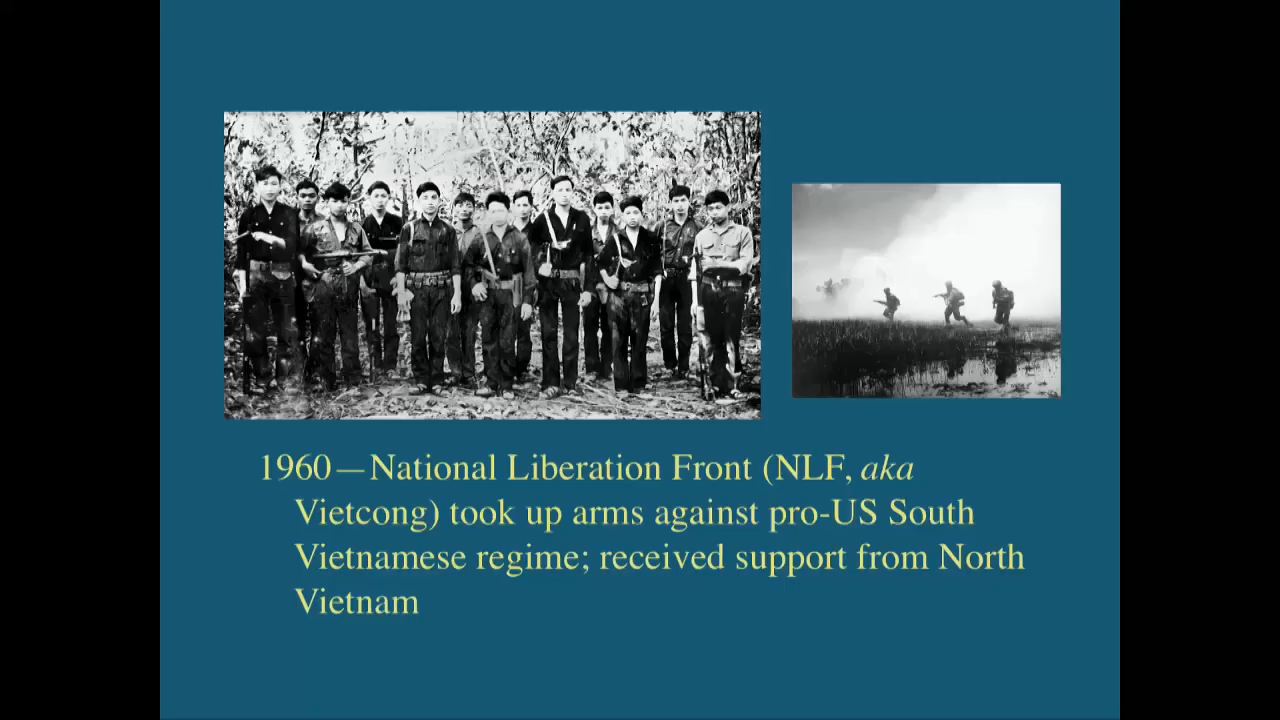 1960—National Liberation Front (NLF, aka
Vietcong) took up arms against pro-US South
Vietnamese regime; received support from North
Vietnam